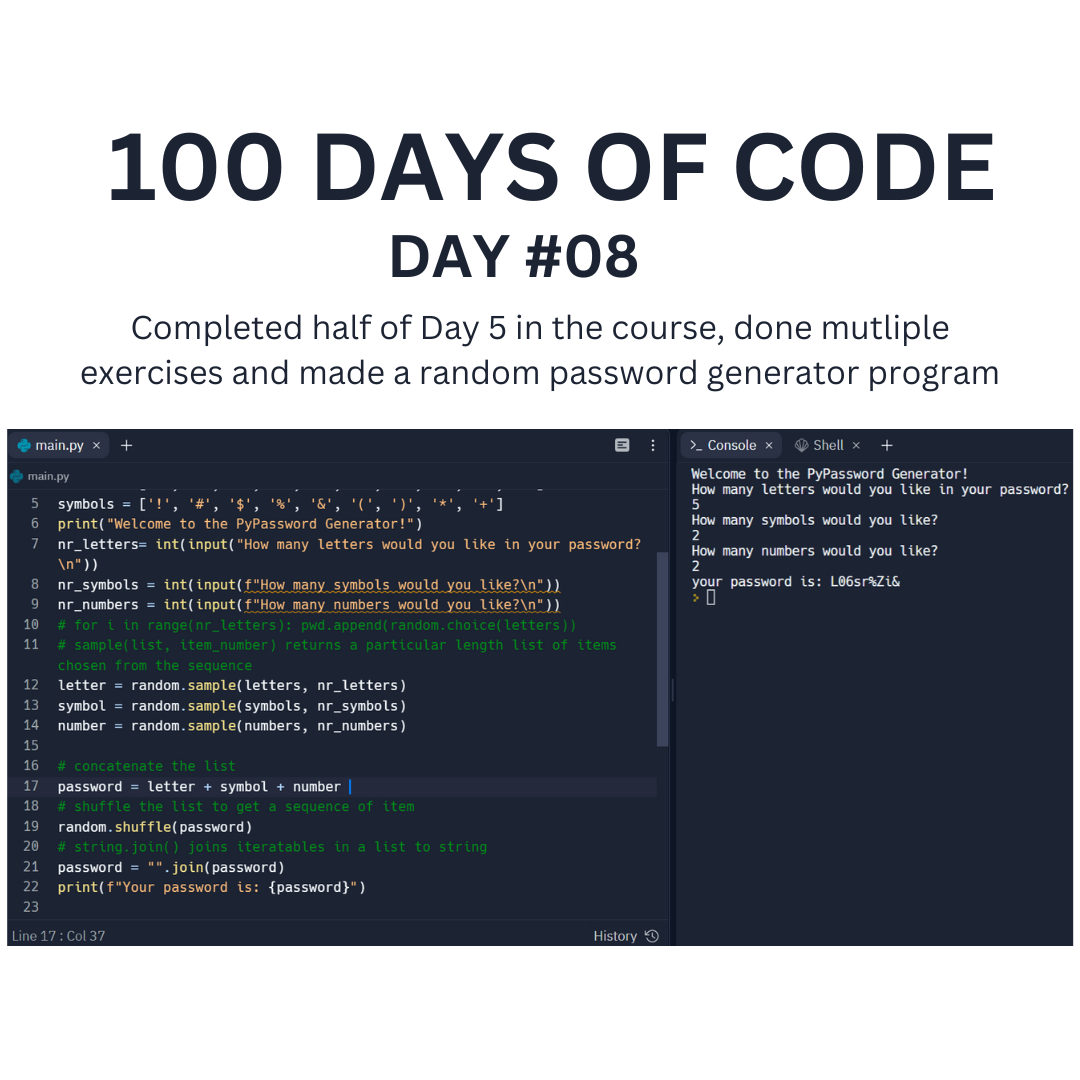 100 DAYS OF CODE
DAY #08
Completed half of Day 5 in the course, done mutliple
exercises and made a random password generator program
main.py × +
main.py
5 symbols = ['!', '#', '$', '%', '&', '(', ')', '*', '+']
6 print("Welcome to the PyPassword Generator!")
7 nr_letters= int(input("How many letters would you like in your password?
\n"))
8 nr_symbols = int(input(f"How many symbols would you like?\n"))
9 nr_numbers = int(input(f"How many numbers would you like?\n"))
10 # for i in range(nr_letters): pwd.append(random.choice(letters))
11 # sample(list, item_number) returns a particular length list of items
chosen from the sequence
12 letter = random.sample(letters, nr_letters)
13 symbol = random.sample(symbols, nr_symbols)
14 number = random.sample(numbers, nr_numbers)
15
16 # concatenate the list
17 password = letter + symbol + number
18 # shuffle the list to get a sequence of item
19 random.shuffle(password)
20 # string.join() joins iteratables in a list to string
21 password = "".join(password)
22 print(f"Your password is: {password}")
23
Line 17 : Col 37
History
>_ Console × Shell × +
Welcome to the PyPassword Generator!
How many letters would you like in your password?
5
How many symbols would you like?
2
How many numbers would you like?
2
your password is: L06sr%Zi&
>